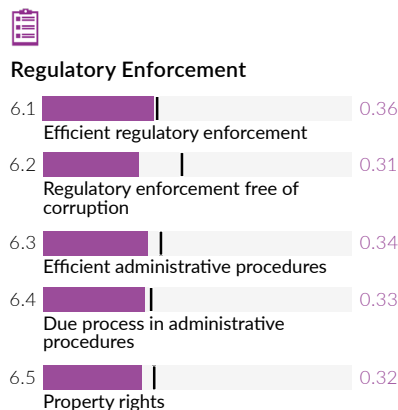 Regulatory Enforcement
6.1 0.36
Efficient regulatory enforcement
6.2 0.31
Regulatory enforcement free of
corruption
6.3 0.34
Efficient administrative procedures
6.4 0.33
Due process in administrative
procedures
6.5 0.32
Property rights